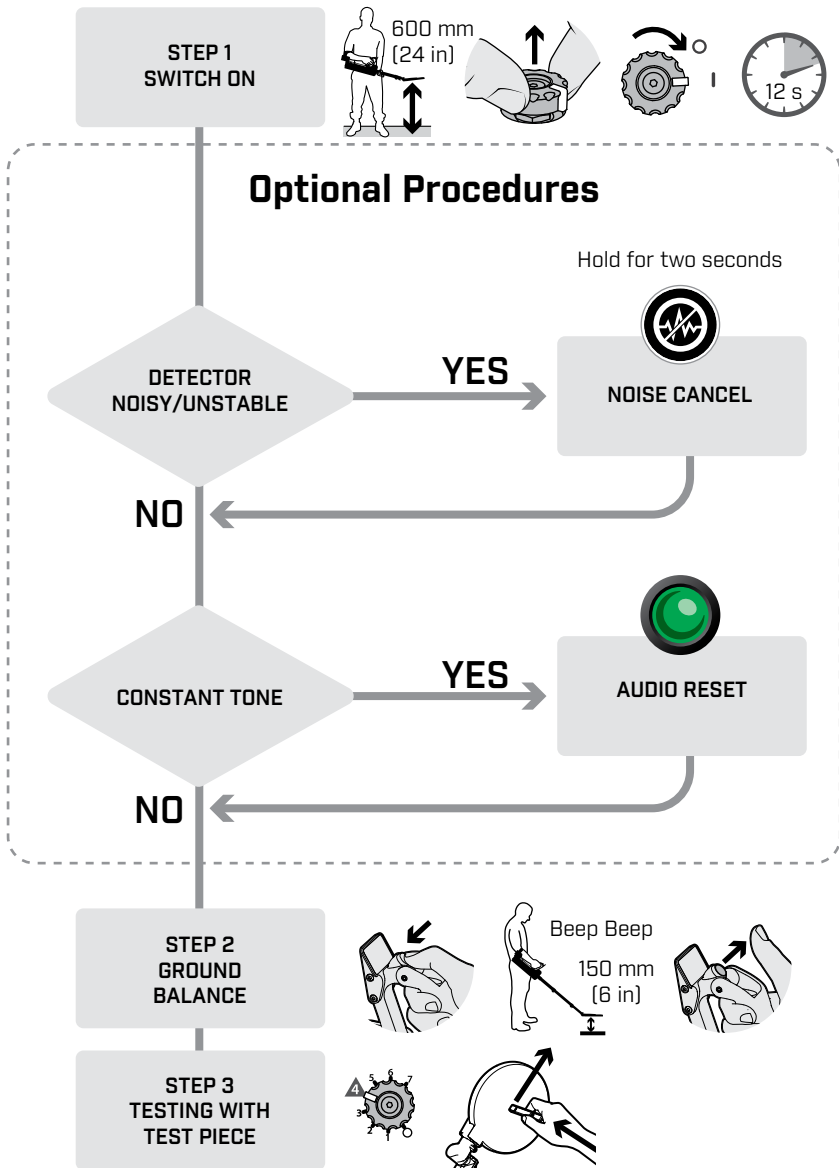 STEP 1
SWITCH ON
600 mm
(24 in)
12 s
Optional Procedures
Hold for two seconds
DETECTOR
NOISY/UNSTABLE
YES
NOISE CANCEL
NO
CONSTANT TONE
YES
AUDIO RESET
NO
STEP 2
GROUND
BALANCE
Beep Beep
150 mm
(6 in)
STEP 3
TESTING WITH
TEST PIECE
5 6 7
4
3
2 1